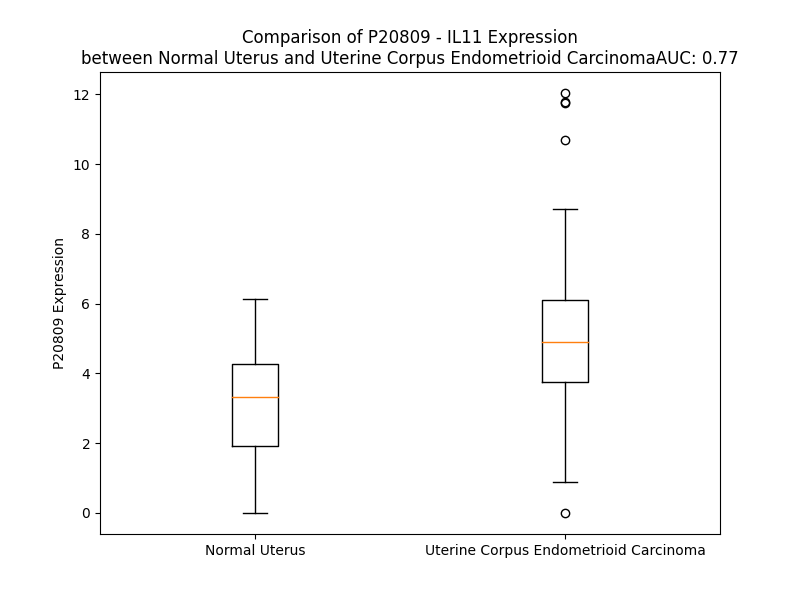 Comparison of P20809 - IL11 Expression
between Normal Uterus and Uterine Corpus Endometrioid CarcinomaAUC: 0.77
12
10
8
6
4
2
0
P20809 Expression
Normal Uterus
Uterine Corpus Endometrioid Carcinoma